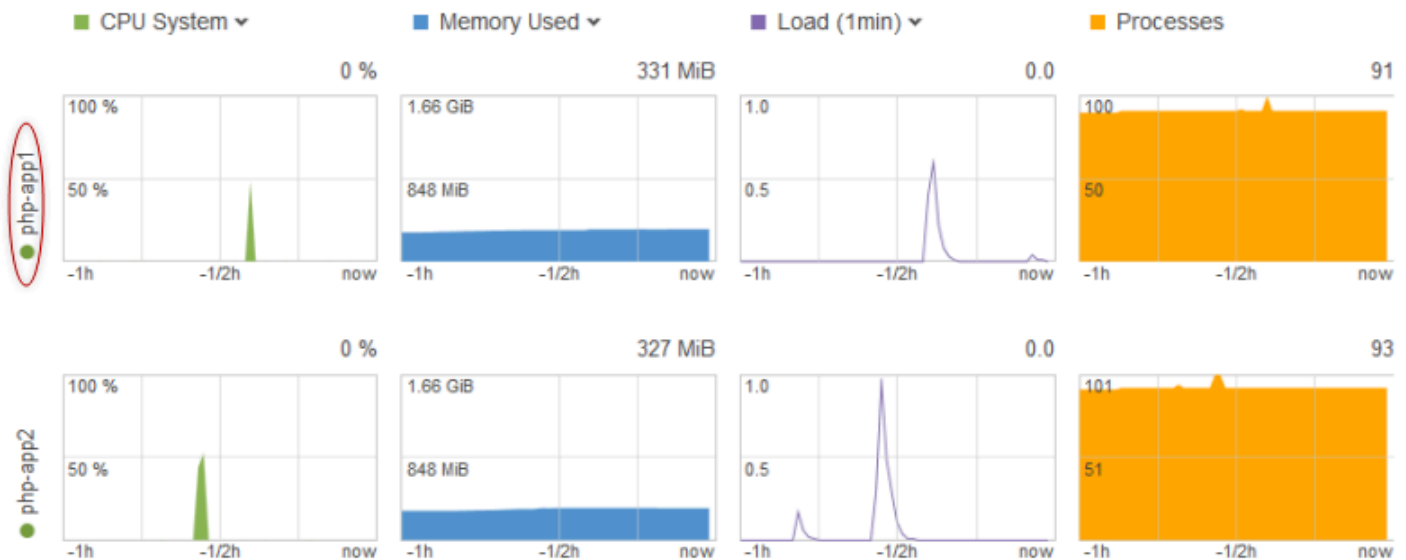 CPU System Memory Used Load (1min) Processes
0 % 331 MiB 0.0 91
php-app1
100 % 1.66 GiB 1.0 100
50 % 848 MiB 0.5 50
-1h -1/2h now -1h -1/2h now -1h -1/2h now -1h -1/2h now
0 % 327 MiB 0.0 93
php-app2
100 % 1.66 GiB 1.0 101
50 % 848 MiB 0.5 51
-1h -1/2h now -1h -1/2h now -1h -1/2h now -1h -1/2h now